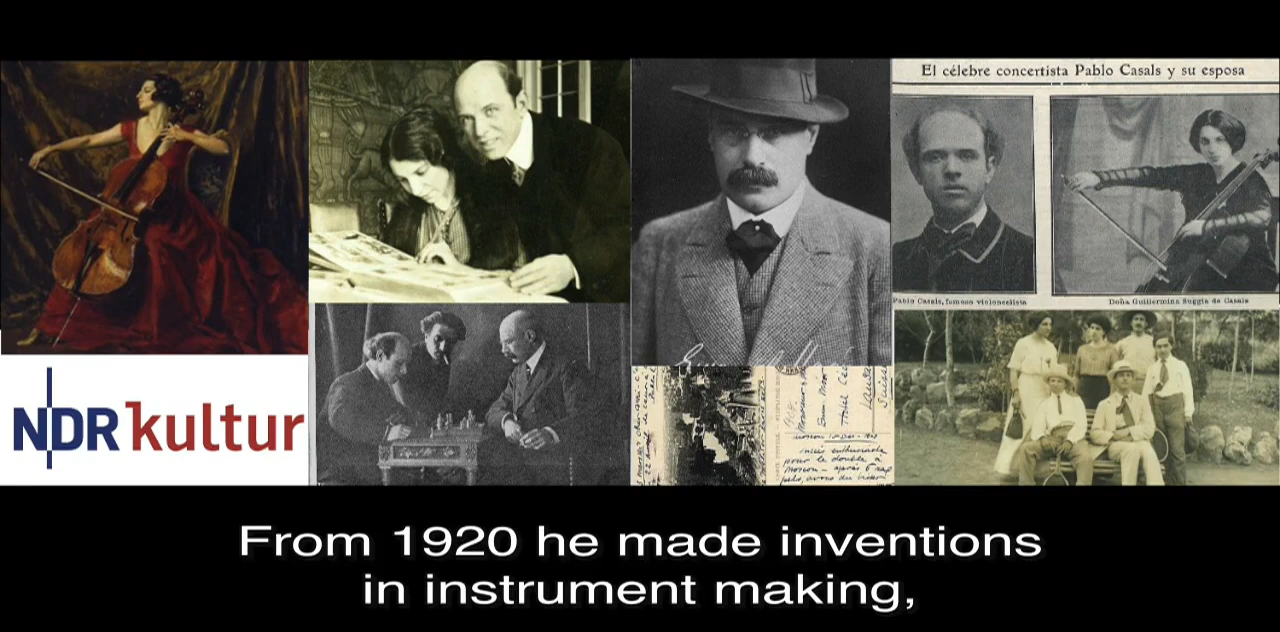 El célebre concertista Pablo Casals y su esposa
Pablo Casals, famoso violoncelista
Doña Guillermina Suggia de Casals
NDR kultur
From 1920 he made inventions
in instrument making,